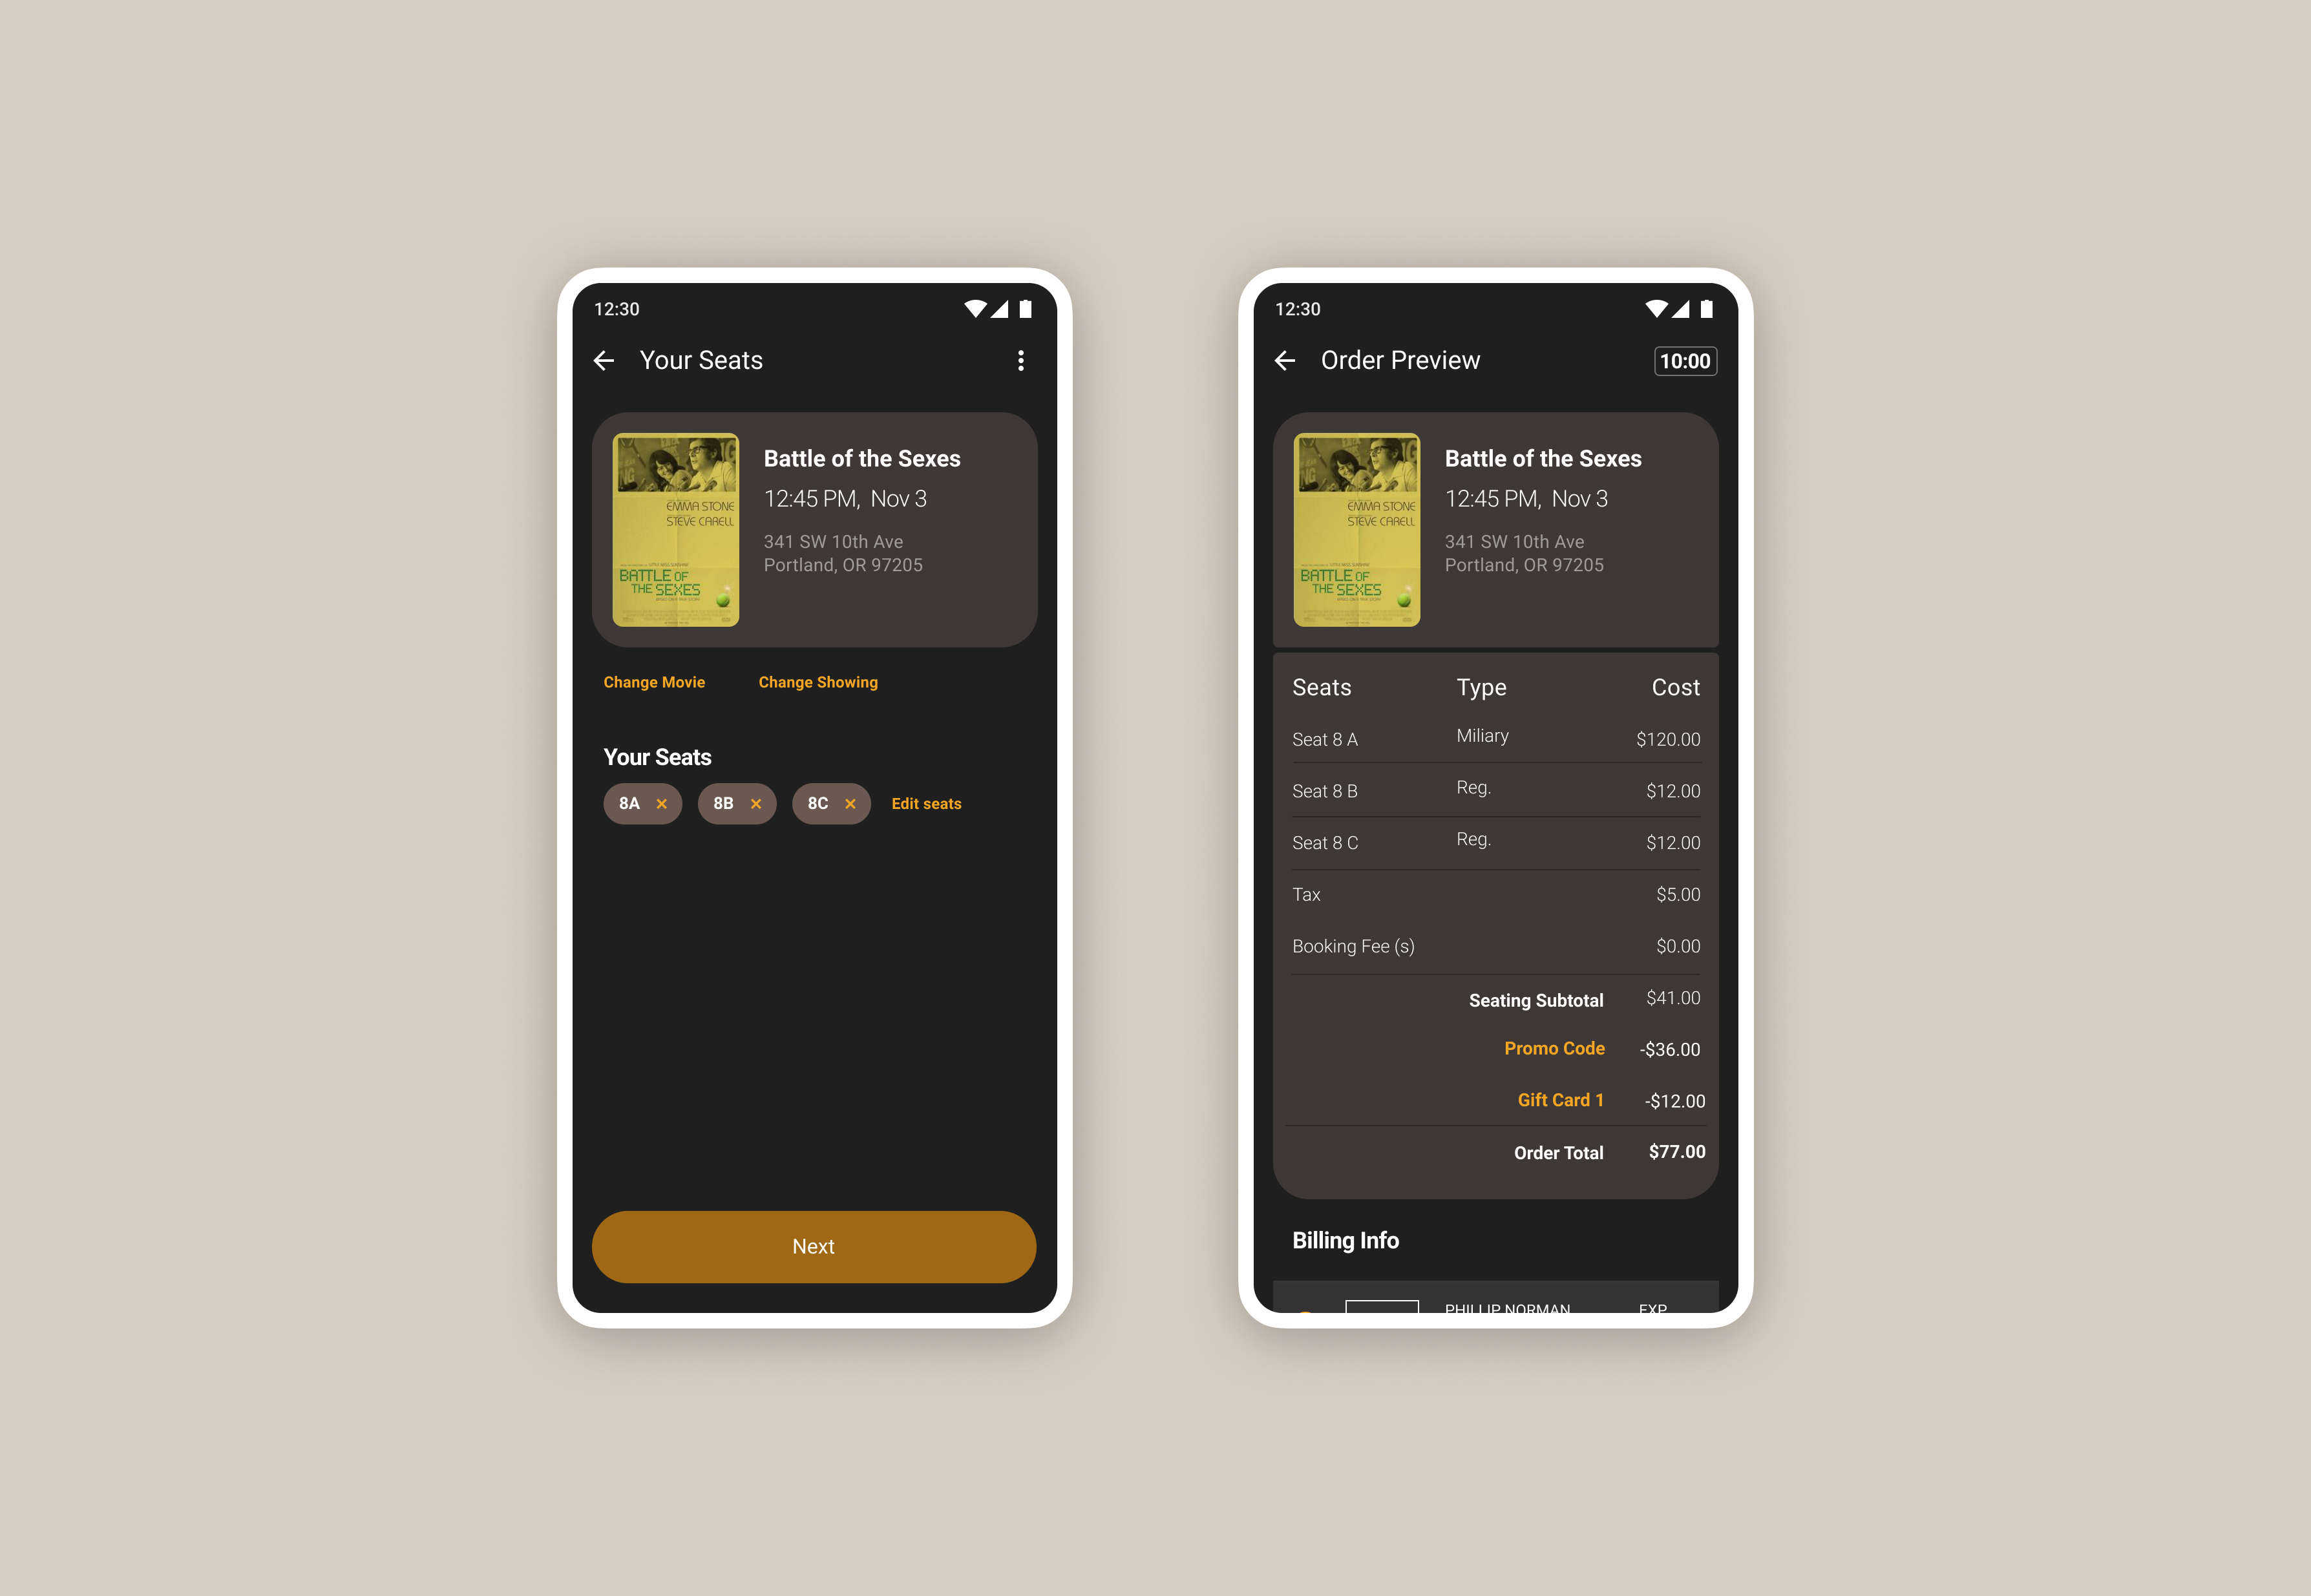 12:30
Your Seats
EMMA STONE
STEVE CARELL
BATTLE OF
THE SEXES
Battle of the Sexes
12:45 PM, Nov 3
341 SW 10th Ave
Portland, OR 97205
Change Movie Change Showing
Your Seats
8A 8B 8C Edit seats
Next
12:30
Order Preview 10:00
EMMA STONE
STEVE CARELL
BATTLE OF
THE SEXES
Battle of the Sexes
12:45 PM, Nov 3
341 SW 10th Ave
Portland, OR 97205
Seats Type Cost
Seat 8 A Miliary $120.00
Seat 8 B Reg. $12.00
Seat 8 C Reg. $12.00
Tax $5.00
Booking Fee (s) $0.00
Seating Subtotal $41.00
Promo Code -$36.00
Gift Card 1 -$12.00
Order Total $77.00
Billing Info
PHILLIP NORMAN EXP